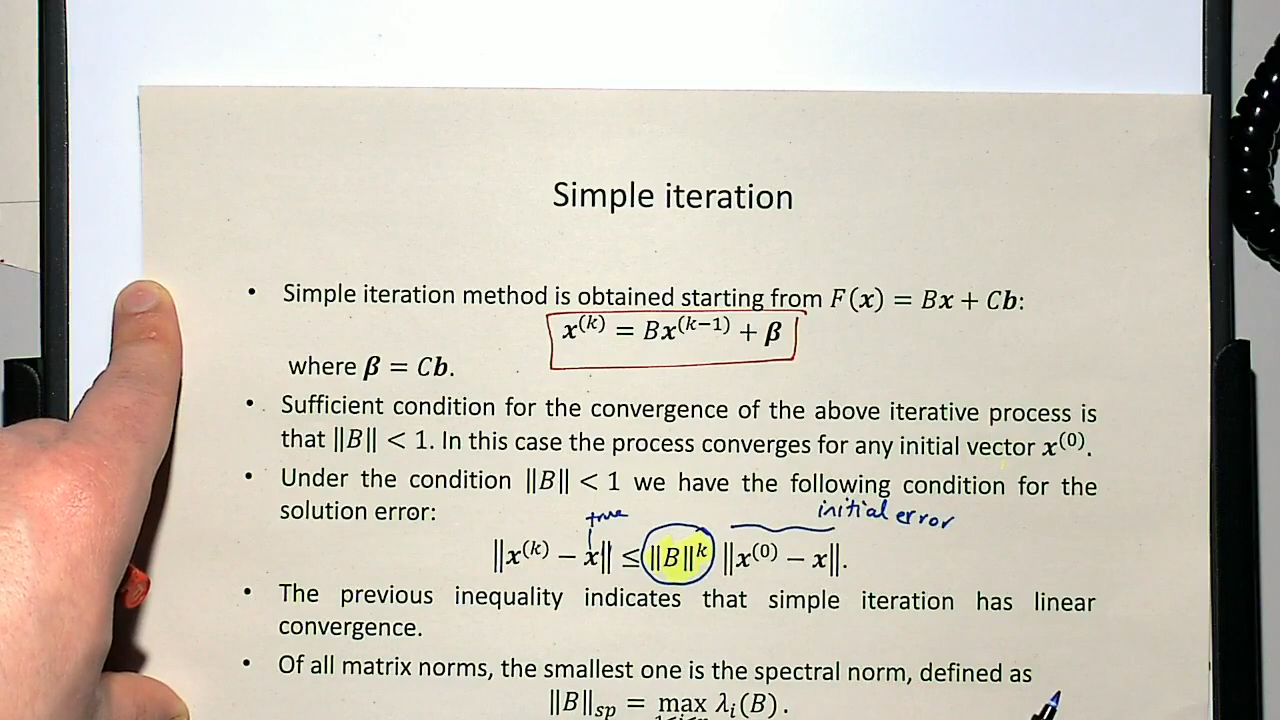 Simple iteration
• Simple iteration method is obtained starting from F(x) = Bx + Cb:
x⁽ᵏ⁾ = Bx⁽ᵏ⁻¹⁾ + β
where β = Cb.
• Sufficient condition for the convergence of the above iterative process is
that ‖B‖ < 1. In this case the process converges for any initial vector x⁽⁰⁾.
• Under the condition ‖B‖ < 1 we have the following condition for the
solution error:
true
initial error
‖x⁽ᵏ⁾ − x‖ ≤ ‖B‖ᵏ ‖x⁽⁰⁾ − x‖.
• The previous inequality indicates that simple iteration has linear
convergence.
• Of all matrix norms, the smallest one is the spectral norm, defined as
‖B‖ₛₚ = max λᵢ(B).